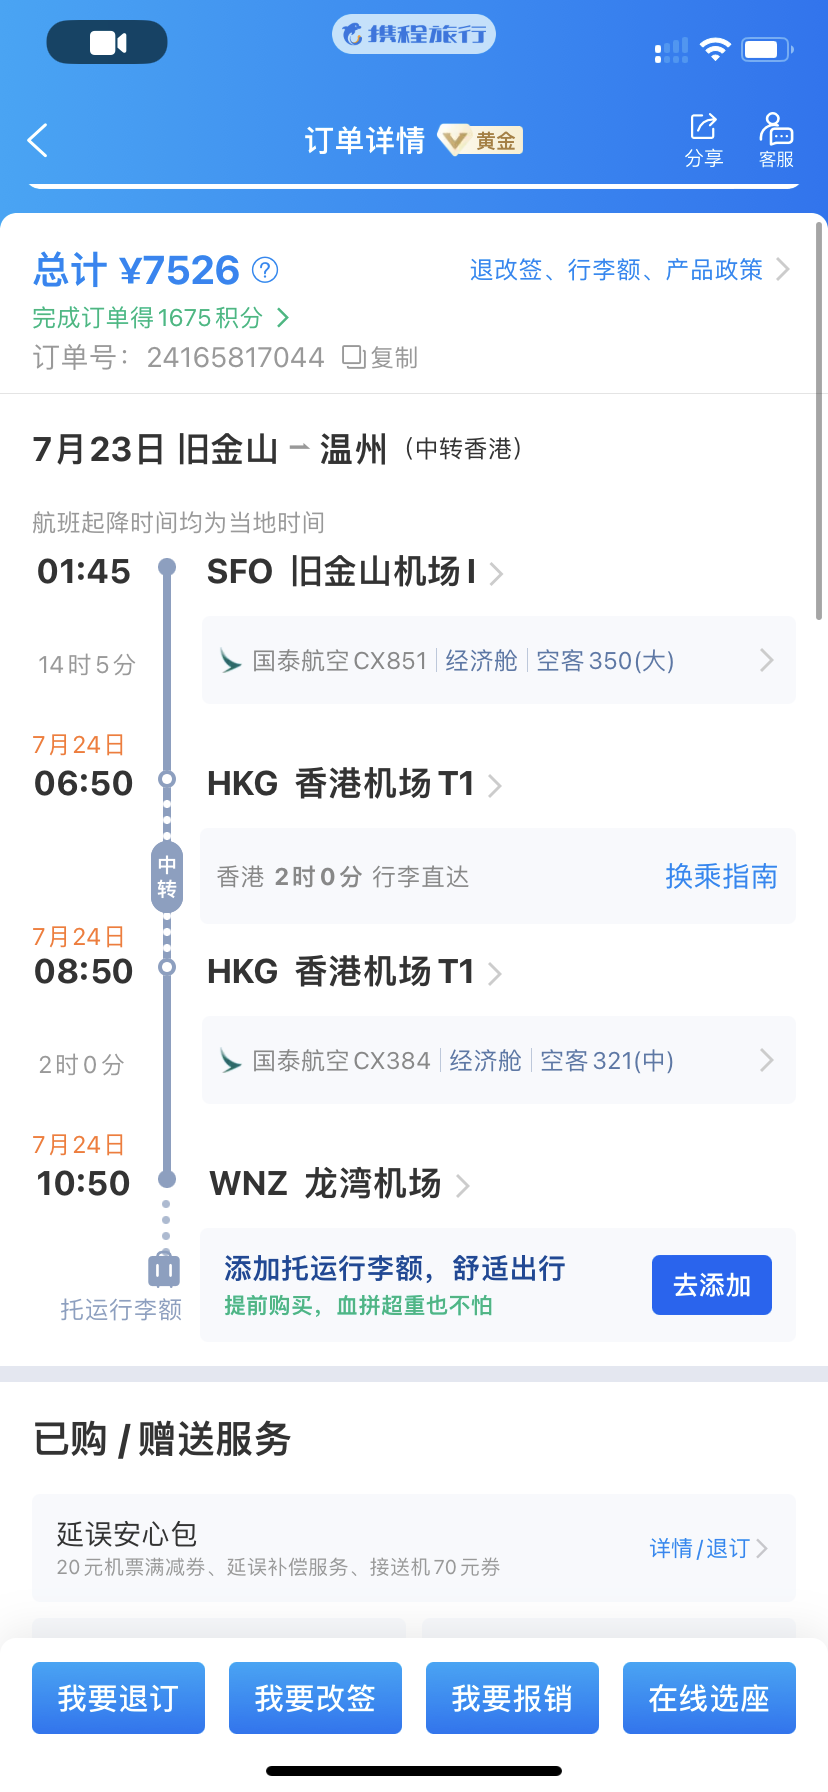 携程旅行
订单详情 黄金
分享
客服
总计 ¥7526
退改签、行李额、产品政策
完成订单得1675积分
订单号：24165817044 复制
7月23日 旧金山 温州（中转香港）
航班起降时间均为当地时间
01:45 SFO 旧金山机场I
14时5分
国泰航空CX851 经济舱 空客350(大)
7月24日
06:50 HKG 香港机场T1
中转
香港 2时0分 行李直达
换乘指南
7月24日
08:50 HKG 香港机场T1
2时0分
国泰航空CX384 经济舱 空客321(中)
7月24日
10:50 WNZ 龙湾机场
托运行李额
添加托运行李额，舒适出行
提前购买，血拼超重也不怕
去添加
已购 / 赠送服务
延误安心包
20元机票满减券、延误补偿服务、接送机70元券
详情/退订
我要退订
我要改签
我要报销
在线选座